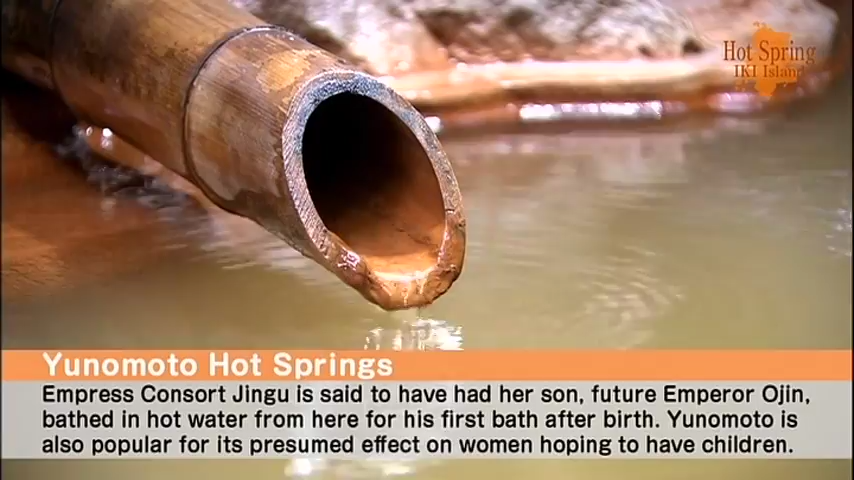 Hot Spring
IKI Island
Yunomoto Hot Springs
Empress Consort Jingu is said to have had her son, future Emperor Ojin,
bathed in hot water from here for his first bath after birth. Yunomoto is
also popular for its presumed effect on women hoping to have children.